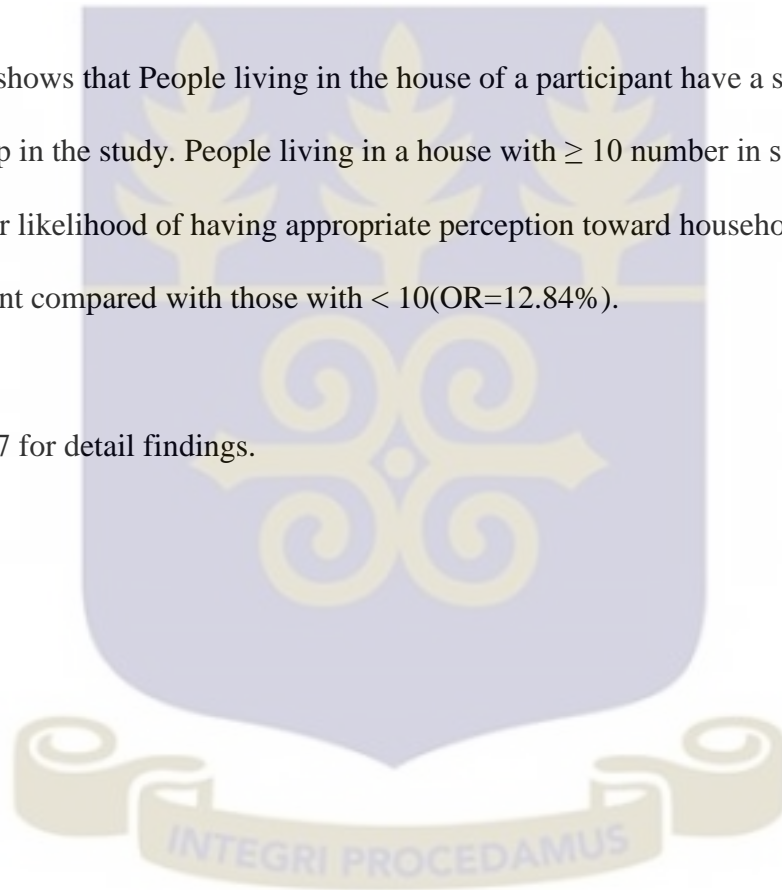 shows that People living in the house of a participant have a s
p in the study. People living in a house with ≥ 10 number in s
r likelihood of having appropriate perception toward househo
nt compared with those with < 10(OR=12.84%).
7 for detail findings.
INTEGRI PROCEDAMUS